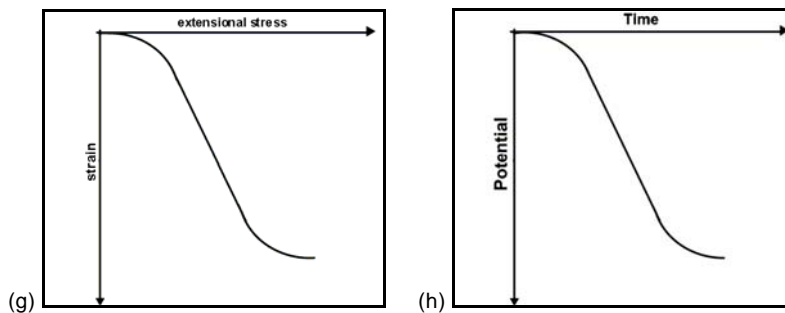 extensional stress
strain
(g)
Time
Potential
(h)